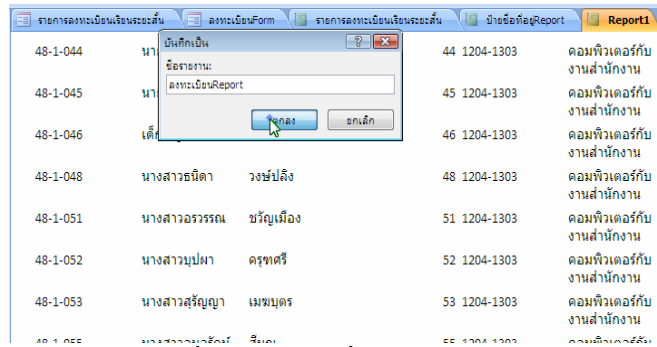 รายการลงทะเบียนเรียนระยะสั้น ลงทะเบียนForm รายการลงทะเบียนเรียนระยะสั้น ป้ายชื่อที่อยู่Report Report1
บันทึกเป็น
ชื่อรายงาน:
ลงทะเบียนReport
ตกลง ยกเลิก
48-1-044 44 1204-1303 คอมพิวเตอร์กับ
งานสำนักงาน
48-1-045 45 1204-1303 คอมพิวเตอร์กับ
งานสำนักงาน
48-1-046 46 1204-1303 คอมพิวเตอร์กับ
งานสำนักงาน
48-1-048 นางสาวธนิดา วงษ์ปลิง 48 1204-1303 คอมพิวเตอร์กับ
งานสำนักงาน
48-1-051 นางสาวอรวรรณ ชวัญเมือง 51 1204-1303 คอมพิวเตอร์กับ
งานสำนักงาน
48-1-052 นางสาวบุปผา ครุฑศรี 52 1204-1303 คอมพิวเตอร์กับ
งานสำนักงาน
48-1-053 นางสาวสุรัญญา เมฆบุตร 53 1204-1303 คอมพิวเตอร์กับ
งานสำนักงาน
48-1-055 55 1204-1303 คอมพิวเตอร์กับ